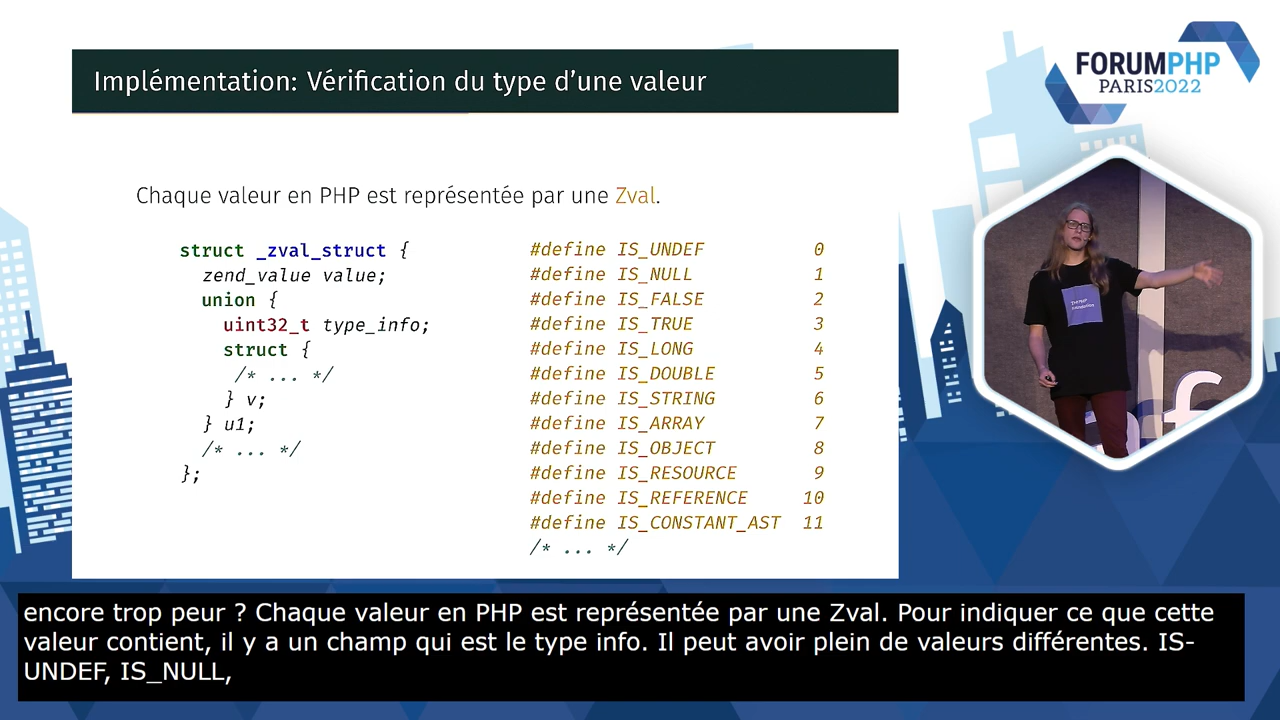 Implémentation: Vérification du type d’une valeur
FORUMPHP
PARIS2022
Chaque valeur en PHP est représentée par une Zval.
struct _zval_struct {
zend_value value;
union {
uint32_t type_info;
struct {
/* ... */
} v;
} u1;
/* ... */
};
#define IS_UNDEF 0
#define IS_NULL 1
#define IS_FALSE 2
#define IS_TRUE 3
#define IS_LONG 4
#define IS_DOUBLE 5
#define IS_STRING 6
#define IS_ARRAY 7
#define IS_OBJECT 8
#define IS_RESOURCE 9
#define IS_REFERENCE 10
#define IS_CONSTANT_AST 11
/* ... */
encore trop peur ? Chaque valeur en PHP est représentée par une Zval. Pour indiquer ce que cette
valeur contient, il y a un champ qui est le type info. Il peut avoir plein de valeurs différentes. IS-
UNDEF, IS_NULL,